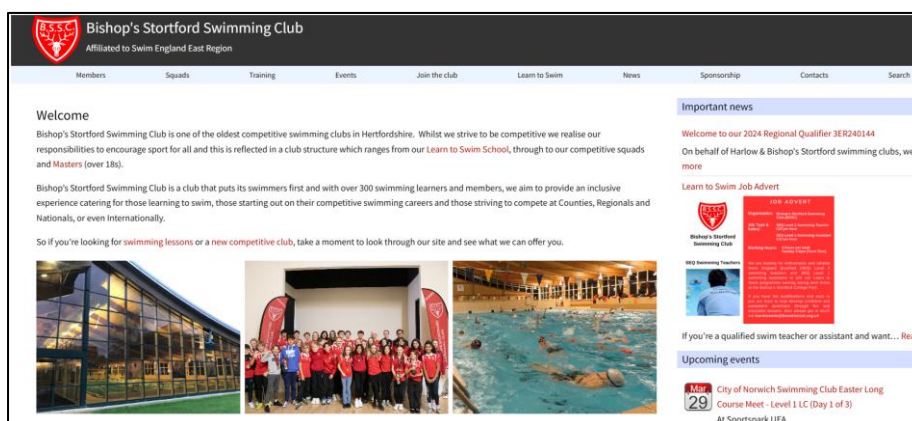 B.S.S.C.
Bishop's Stortford Swimming Club
Affiliated to Swim England East Region
Members Squads Training Events Join the club Learn to Swim News Sponsorship Contacts Search
Welcome
Bishop's Stortford Swimming Club is one of the oldest competitive swimming clubs in Hertfordshire. Whilst we strive to be competitive we realise our
responsibilities to encourage sport for all and this is reflected in a club structure which ranges from our Learn to Swim School, through to our competitive squads
and Masters (over 18s).
Bishop's Stortford Swimming Club is a club that puts its swimmers first and with over 300 swimming learners and members, we aim to provide an inclusive
experience catering for those learning to swim, those starting out on their competitive swimming careers and those striving to compete at Counties, Regionals and
Nationals, or even Internationally.
So if you're looking for swimming lessons or a new competitive club, take a moment to look through our site and see what we can offer you.
Important news
Welcome to our 2024 Regional Qualifier 3ER240144
On behalf of Harlow & Bishop's Stortford swimming clubs, we
more
Learn to Swim Job Advert
B.S.S.C.
Bishop's Stortford
Swimming Club
SEQ Swimming Teachers
JOB ADVERT
If you're a qualified swim teacher or assistant and want… Rea
Upcoming events
Mar
29
City of Norwich Swimming Club Easter Long
Course Meet - Level 1 LC (Day 1 of 3)
At Sportspark UEA